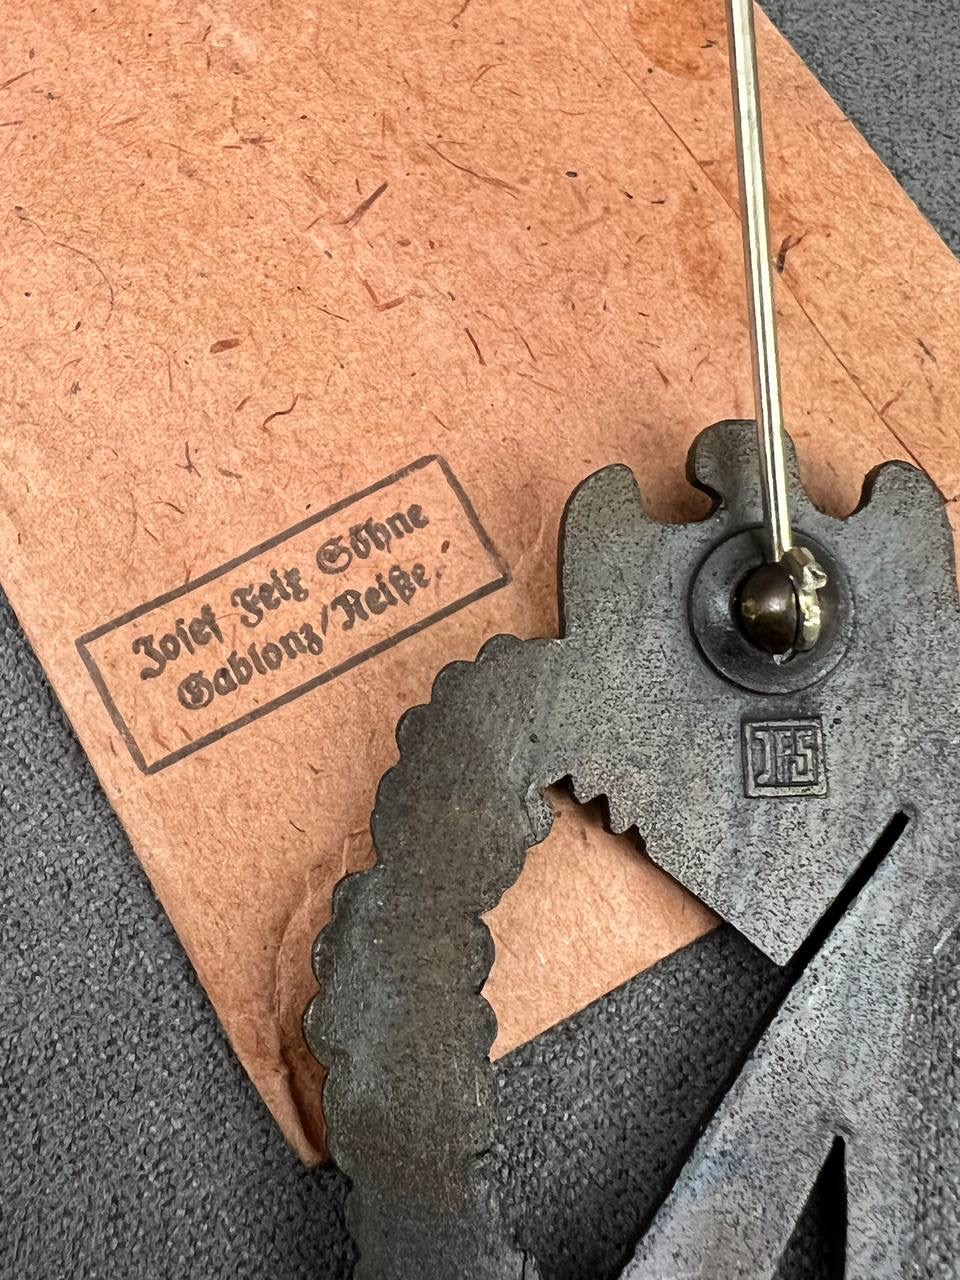 Josef Feix Söhne
Gablonz/Neiße
JFS